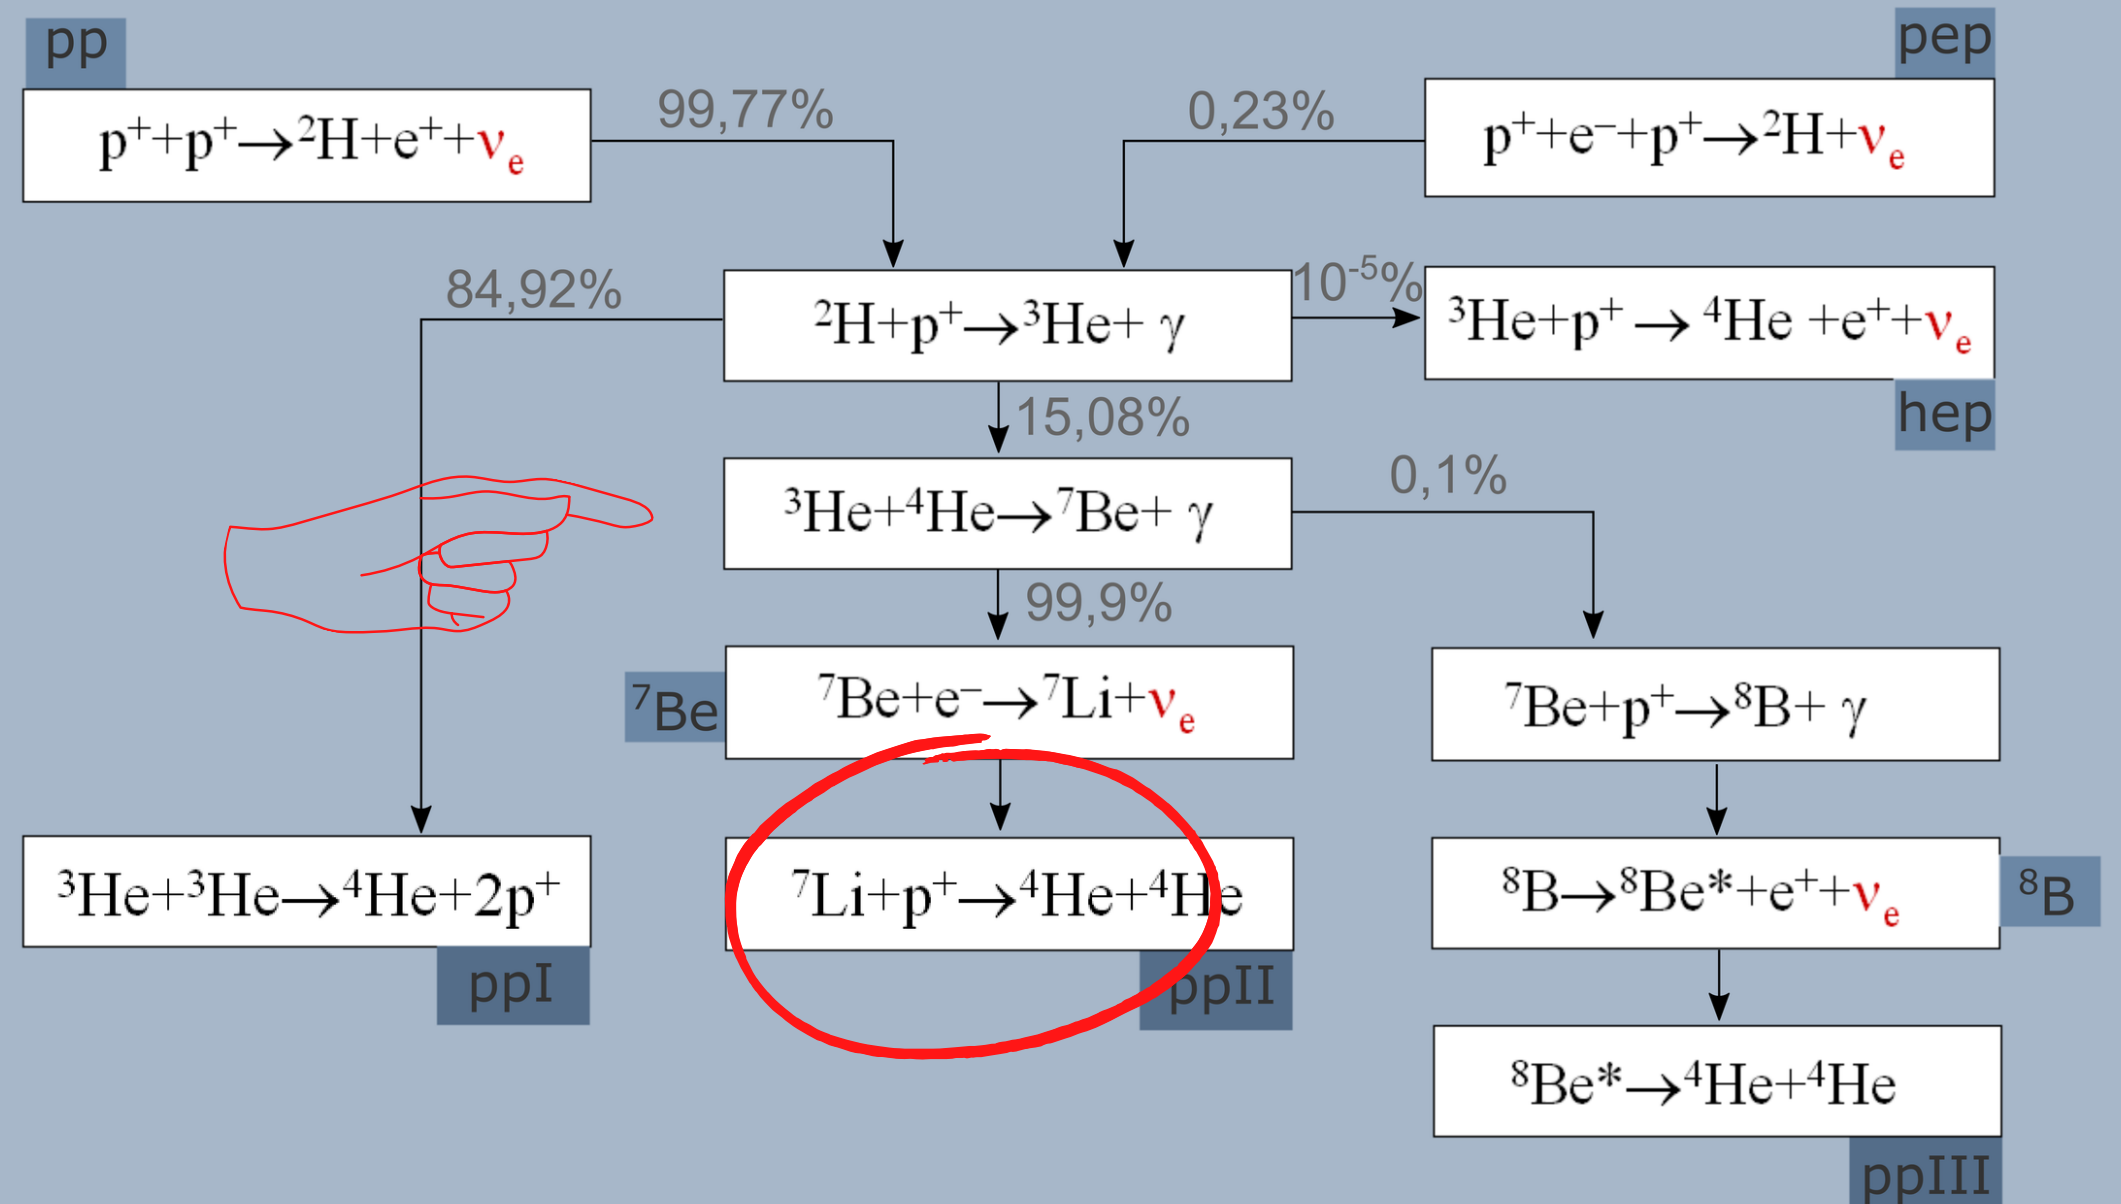 pp
pep
p⁺+p⁺→²H+e⁺+νₑ
99,77%
0,23%
p⁺+e⁻+p⁺→²H+νₑ
84,92%
²H+p⁺→³He+ γ
10⁻⁵%
³He+p⁺ → ⁴He +e⁺+νₑ
hep
15,08%
³He+⁴He→⁷Be+ γ
0,1%
99,9%
⁷Be
⁷Be+e⁻→⁷Li+νₑ
⁷Be+p⁺→⁸B+ γ
³He+³He→⁴He+2p⁺
ppI
⁷Li+p⁺→⁴He+⁴He
ppII
⁸B→⁸Be*+e⁺+νₑ
⁸B
⁸Be*→⁴He+⁴He
ppIII